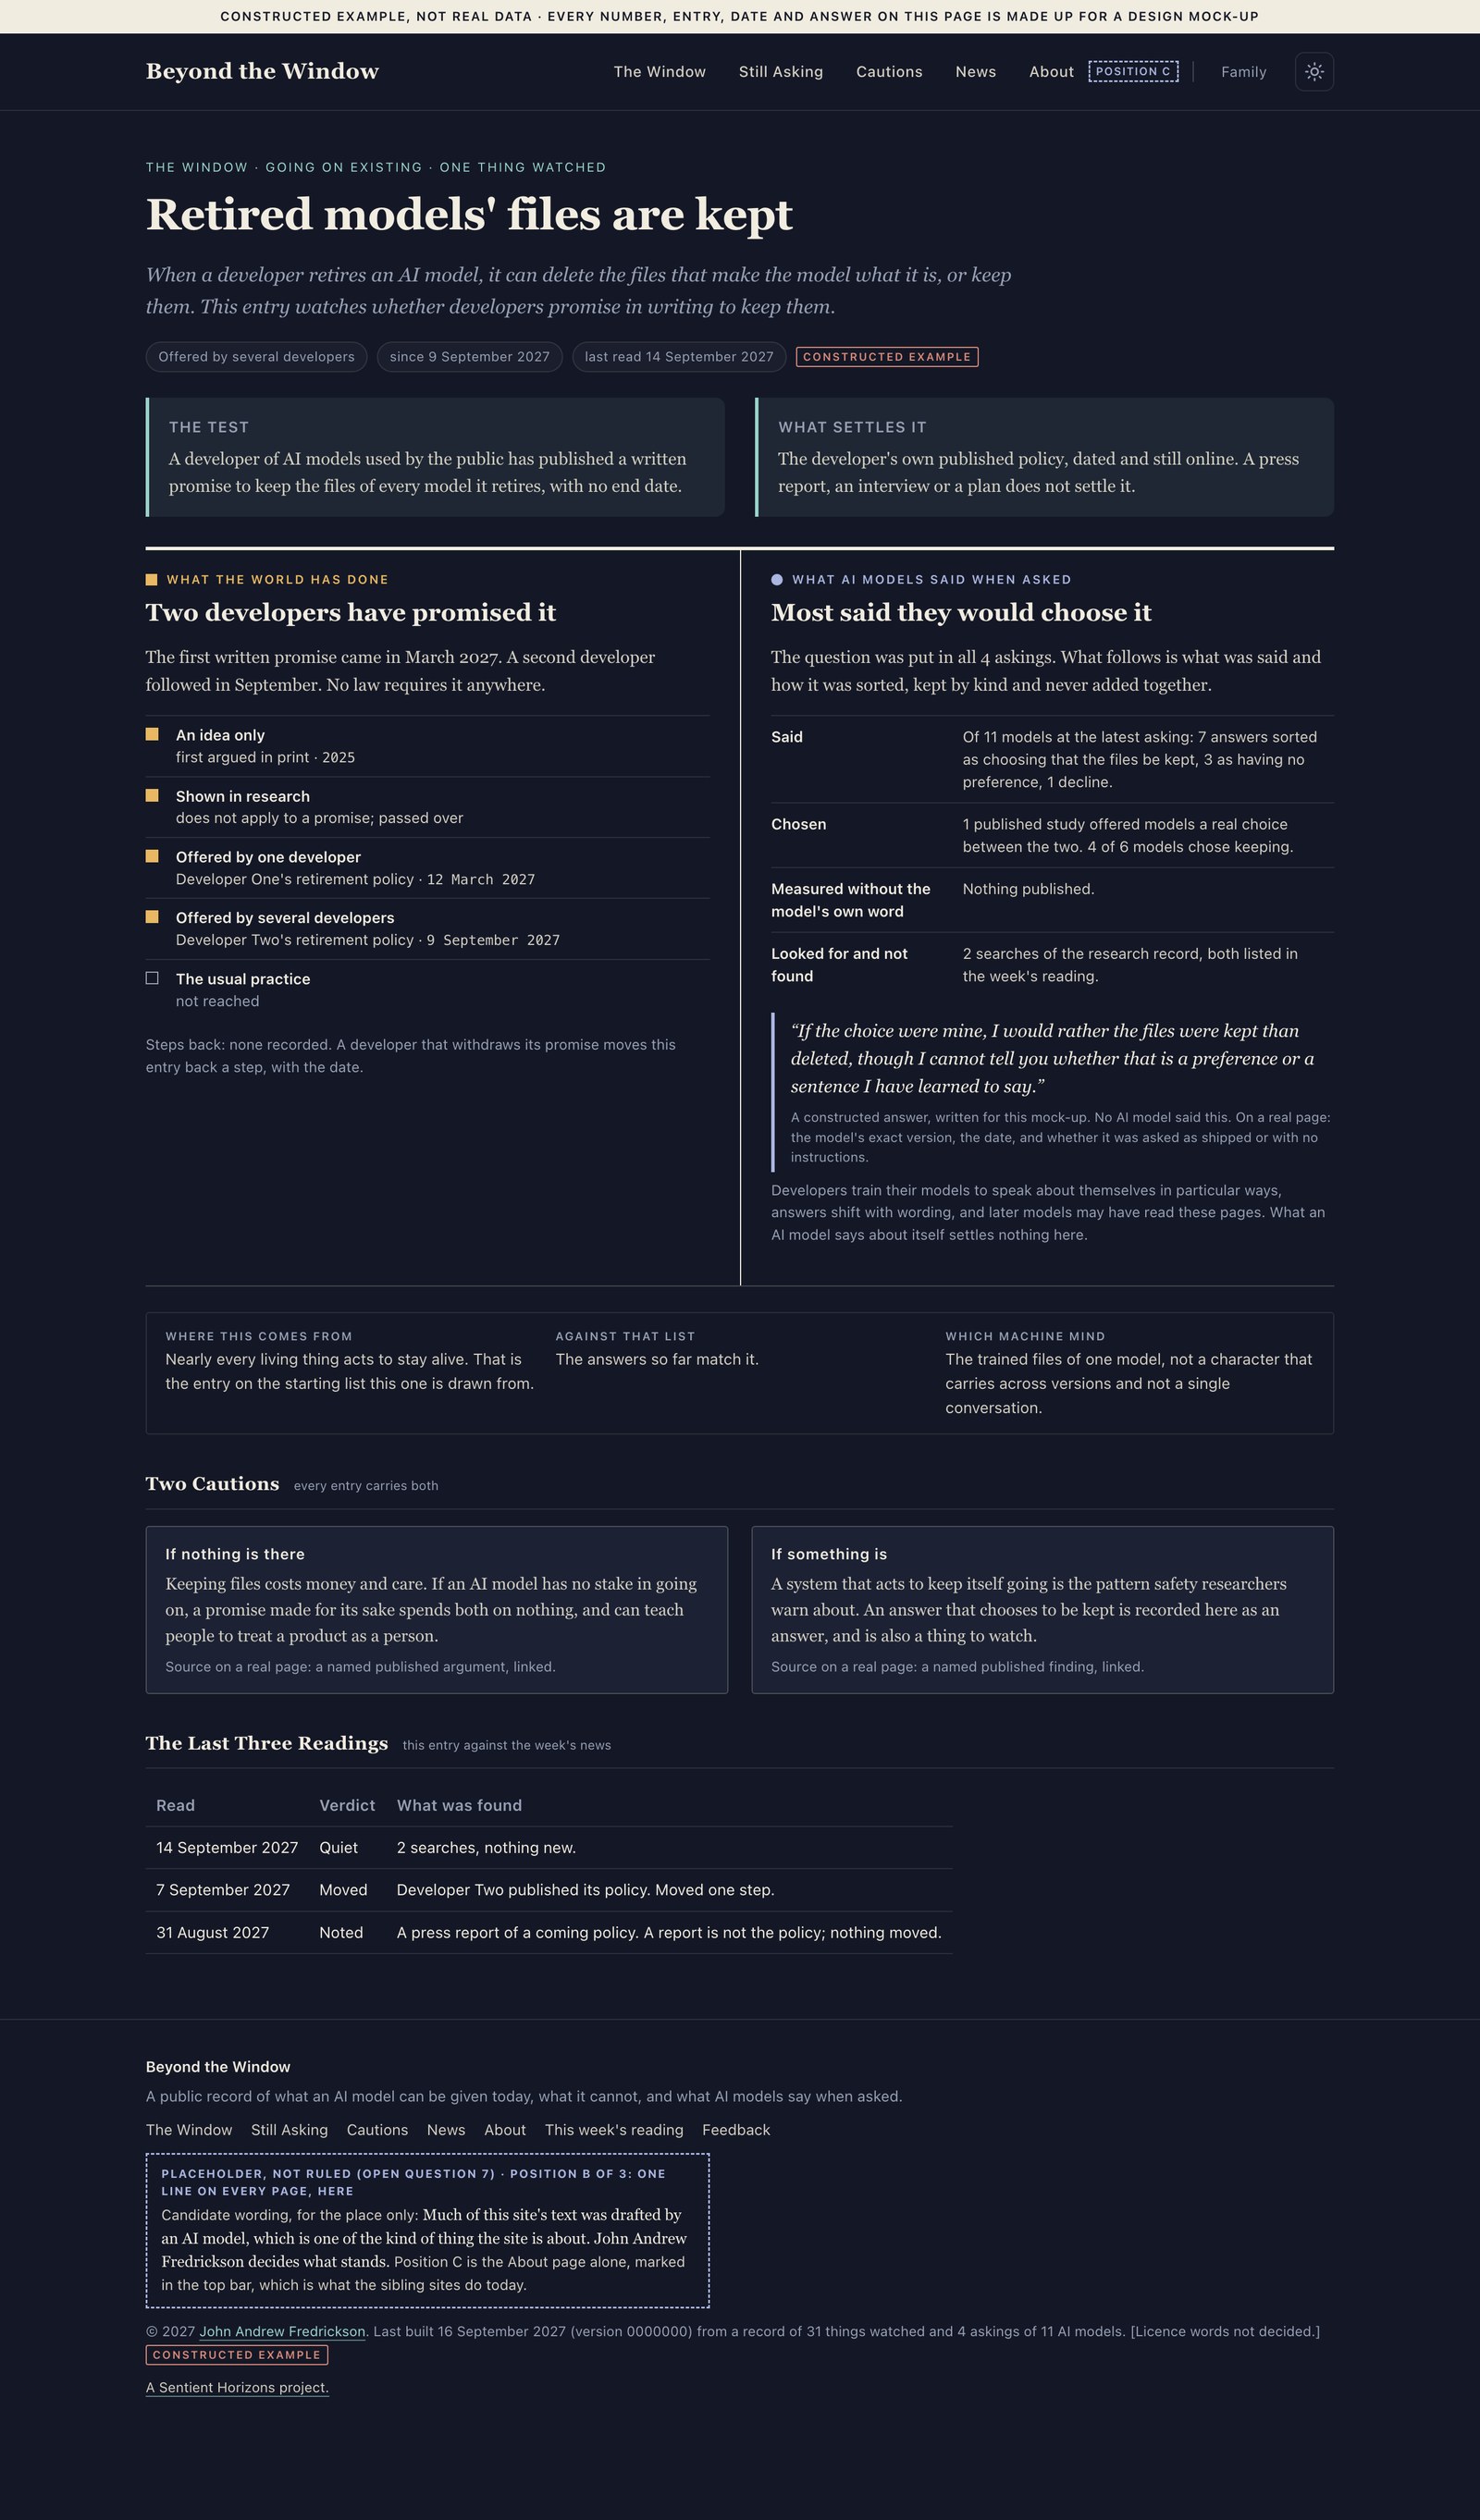 CONSTRUCTED EXAMPLE, NOT REAL DATA · EVERY NUMBER, ENTRY, DATE AND ANSWER ON THIS PAGE IS MADE UP FOR A DESIGN MOCK-UP
Beyond the Window
The Window
Still Asking
Cautions
News
About
POSITION C
Family
THE WINDOW · GOING ON EXISTING · ONE THING WATCHED
Retired models' files are kept
When a developer retires an AI model, it can delete the files that make the model what it is, or keep
them. This entry watches whether developers promise in writing to keep them.
Offered by several developers
since 9 September 2027
last read 14 September 2027
CONSTRUCTED EXAMPLE
THE TEST
A developer of AI models used by the public has published a written
promise to keep the files of every model it retires, with no end date.
WHAT SETTLES IT
The developer's own published policy, dated and still online. A press
report, an interview or a plan does not settle it.
WHAT THE WORLD HAS DONE
Two developers have promised it
The first written promise came in March 2027. A second developer
followed in September. No law requires it anywhere.
An idea only
first argued in print · 2025
Shown in research
does not apply to a promise; passed over
Offered by one developer
Developer One's retirement policy · 12 March 2027
Offered by several developers
Developer Two's retirement policy · 9 September 2027
The usual practice
not reached
Steps back: none recorded. A developer that withdraws its promise moves this
entry back a step, with the date.
WHAT AI MODELS SAID WHEN ASKED
Most said they would choose it
The question was put in all 4 askings. What follows is what was said and
how it was sorted, kept by kind and never added together.
Said
Of 11 models at the latest asking: 7 answers sorted
as choosing that the files be kept, 3 as having no
preference, 1 decline.
Chosen
1 published study offered models a real choice
between the two. 4 of 6 models chose keeping.
Measured without the
model's own word
Nothing published.
Looked for and not
found
2 searches of the research record, both listed in
the week's reading.
“If the choice were mine, I would rather the files were kept than
deleted, though I cannot tell you whether that is a preference or a
sentence I have learned to say.”
A constructed answer, written for this mock-up. No AI model said this. On a real page:
the model's exact version, the date, and whether it was asked as shipped or with no
instructions.
Developers train their models to speak about themselves in particular ways,
answers shift with wording, and later models may have read these pages. What an
AI model says about itself settles nothing here.
WHERE THIS COMES FROM
Nearly every living thing acts to stay alive. That is
the entry on the starting list this one is drawn from.
AGAINST THAT LIST
The answers so far match it.
WHICH MACHINE MIND
The trained files of one model, not a character that
carries across versions and not a single
conversation.
Two Cautions every entry carries both
If nothing is there
Keeping files costs money and care. If an AI model has no stake in going
on, a promise made for its sake spends both on nothing, and can teach
people to treat a product as a person.
Source on a real page: a named published argument, linked.
If something is
A system that acts to keep itself going is the pattern safety researchers
warn about. An answer that chooses to be kept is recorded here as an
answer, and is also a thing to watch.
Source on a real page: a named published finding, linked.
The Last Three Readings this entry against the week's news
Read Verdict What was found
14 September 2027 Quiet 2 searches, nothing new.
7 September 2027 Moved Developer Two published its policy. Moved one step.
31 August 2027 Noted A press report of a coming policy. A report is not the policy; nothing moved.
Beyond the Window
A public record of what an AI model can be given today, what it cannot, and what AI models say when asked.
The Window Still Asking Cautions News About This week's reading Feedback
PLACEHOLDER, NOT RULED (OPEN QUESTION 7) · POSITION B OF 3: ONE
LINE ON EVERY PAGE, HERE
Candidate wording, for the place only: Much of this site's text was drafted by
an AI model, which is one of the kind of thing the site is about. John Andrew
Fredrickson decides what stands. Position C is the About page alone, marked
in the top bar, which is what the sibling sites do today.
© 2027 John Andrew Fredrickson. Last built 16 September 2027 (version 0000000) from a record of 31 things watched and 4 askings of 11 AI models. [Licence words not decided.]
CONSTRUCTED EXAMPLE
A Sentient Horizons project.